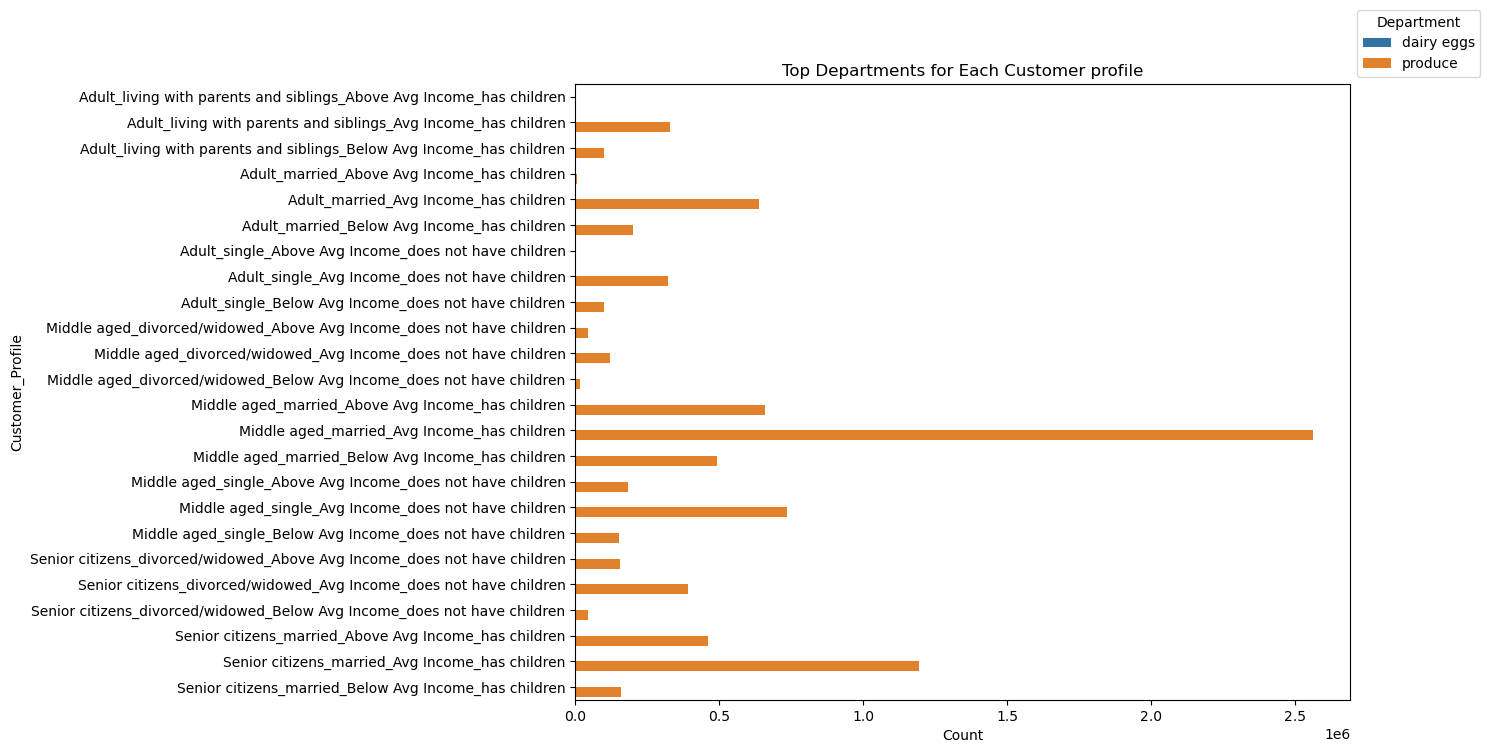 Department
dairy eggs
produce
Top Departments for Each Customer profile
Adult_living with parents and siblings_Above Avg Income_has children
Adult_living with parents and siblings_Avg Income_has children
Adult_living with parents and siblings_Below Avg Income_has children
Adult_married_Above Avg Income_has children
Adult_married_Avg Income_has children
Adult_married_Below Avg Income_has children
Adult_single_Above Avg Income_does not have children
Adult_single_Avg Income_does not have children
Adult_single_Below Avg Income_does not have children
Middle aged_divorced/widowed_Above Avg Income_does not have children
Middle aged_divorced/widowed_Avg Income_does not have children
Middle aged_divorced/widowed_Below Avg Income_does not have children
Middle aged_married_Above Avg Income_has children
Middle aged_married_Avg Income_has children
Middle aged_married_Below Avg Income_has children
Middle aged_single_Above Avg Income_does not have children
Middle aged_single_Avg Income_does not have children
Middle aged_single_Below Avg Income_does not have children
Senior citizens_divorced/widowed_Above Avg Income_does not have children
Senior citizens_divorced/widowed_Avg Income_does not have children
Senior citizens_divorced/widowed_Below Avg Income_does not have children
Senior citizens_married_Above Avg Income_has children
Senior citizens_married_Avg Income_has children
Senior citizens_married_Below Avg Income_has children
Customer_Profile
0.0 0.5 1.0 1.5 2.0 2.5
1e6
Count